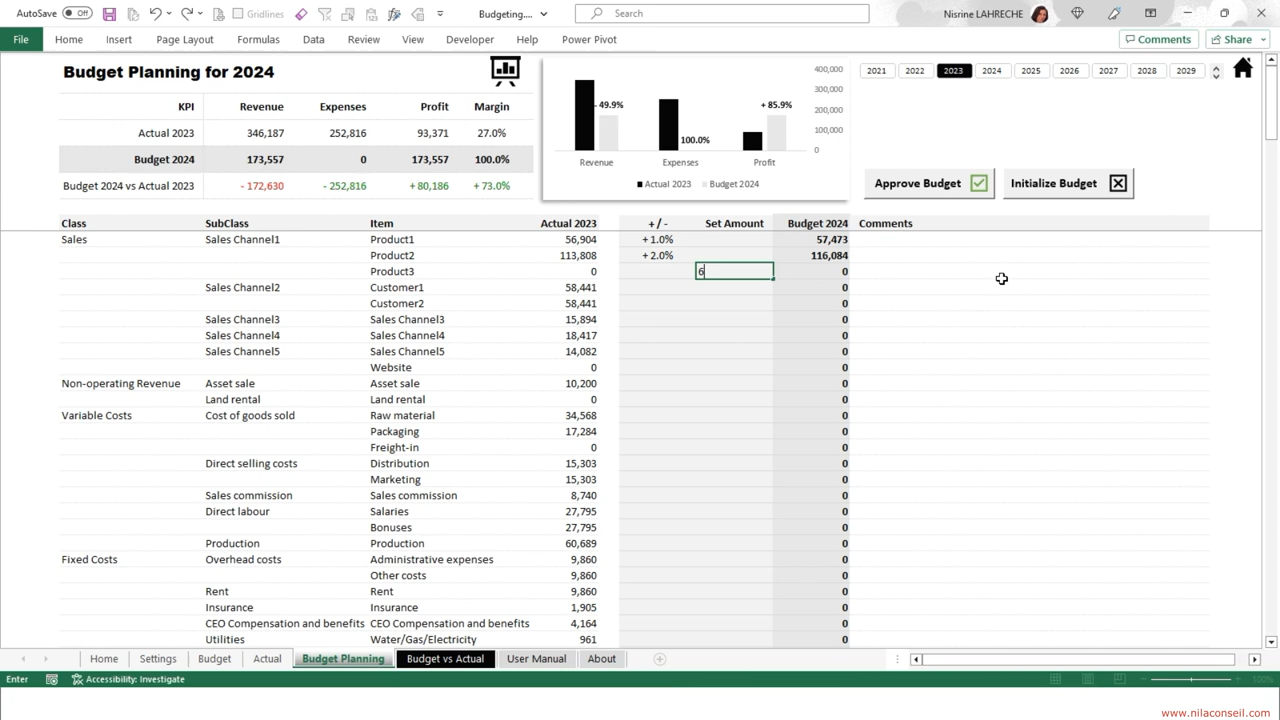 AutoSave Off Gridlines Budgeting.... Search Nisrine LAHRECHE
File Home Insert Page Layout Formulas Data Review View Developer Help Power Pivot Comments Share
Budget Planning for 2024
KPI Revenue Expenses Profit Margin
Actual 2023 346,187 252,816 93,371 27.0%
Budget 2024 173,557 0 173,557 100.0%
Budget 2024 vs Actual 2023 - 172,630 - 252,816 + 80,186 + 73.0%
400,000
300,000
200,000
100,000
0
- 49.9% 100.0% + 85.9%
Revenue Expenses Profit
Actual 2023 Budget 2024
2021 2022 2023 2024 2025 2026 2027 2028 2029
Approve Budget Initialize Budget
Class SubClass Item Actual 2023 + / - Set Amount Budget 2024 Comments
Sales Sales Channel1 Product1 56,904 + 1.0% 57,473
Product2 113,808 + 2.0% 116,084
Product3 0 6 0
Sales Channel2 Customer1 58,441 0
Customer2 58,441 0
Sales Channel3 Sales Channel3 15,894 0
Sales Channel4 Sales Channel4 18,417 0
Sales Channel5 Sales Channel5 14,082 0
Website 0 0
Non-operating Revenue Asset sale Asset sale 10,200 0
Land rental Land rental 0 0
Variable Costs Cost of goods sold Raw material 34,568 0
Packaging 17,284 0
Freight-in 0 0
Direct selling costs Distribution 15,303 0
Marketing 15,303 0
Sales commission Sales commission 8,740 0
Direct labour Salaries 27,795 0
Bonuses 27,795 0
Production Production 60,689 0
Fixed Costs Overhead costs Administrative expenses 9,860 0
Other costs 9,860 0
Rent Rent 9,860 0
Insurance Insurance 1,905 0
CEO Compensation and benefits CEO Compensation and benefits 4,164 0
Utilities Water/Gas/Electricity 961 0
Home Settings Budget Actual Budget Planning Budget vs Actual User Manual About
Enter Accessibility: Investigate 100%
www.nilaconseil.com